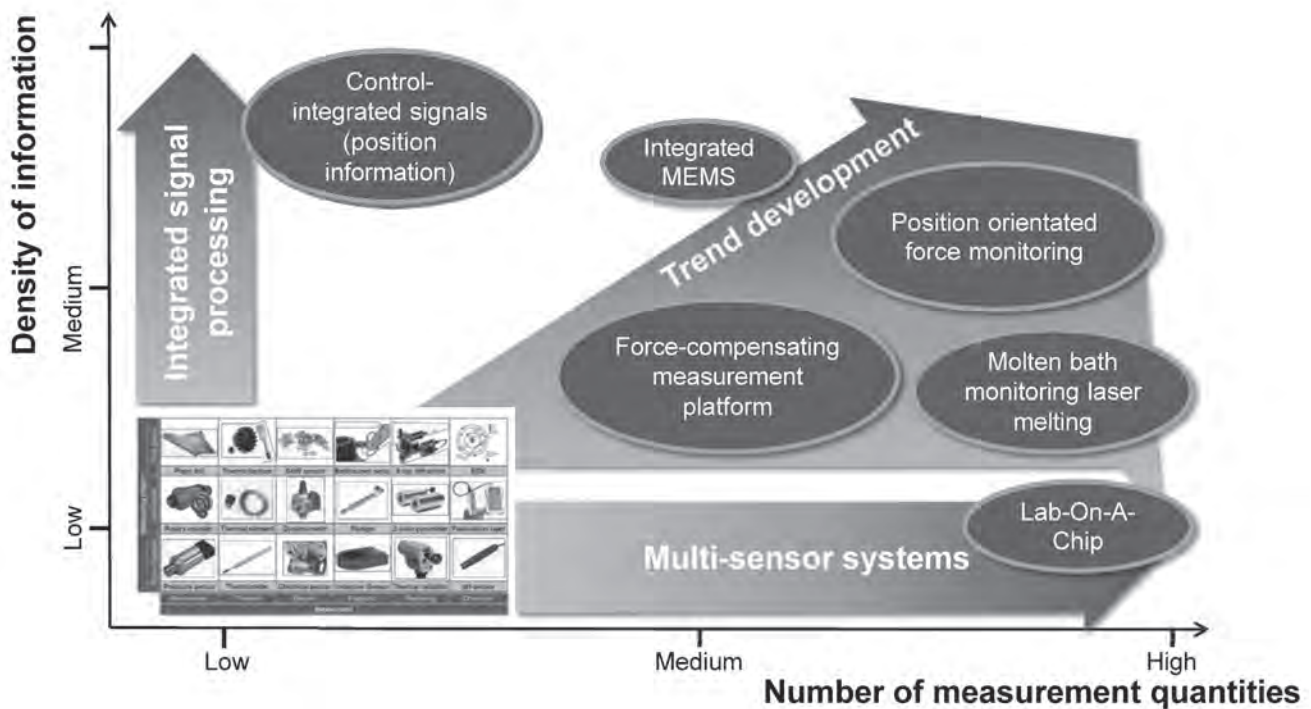 Density of information
Medium
Low
Integrated signal
processing
Control-
integrated signals
(position
information)
Integrated
MEMS
Trend development
Position orientated
force monitoring
Force-compensating
measurement
platform
Molten bath
monitoring laser
melting
Multi-sensor systems
Lab-On-A-
Chip
Low
Medium
High
Number of measurement quantities